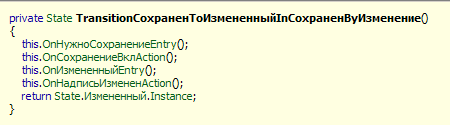 private State TransitionСохраненТоИзмененныйInСохраненВуИзменение()
{
this.OnНужноСохранениеEntry();
this.OnСохранениеВклAction();
this.OnИзмененныйEntry();
this.OnНадписьИзмененAction();
return State.Измененный.Instance;
}